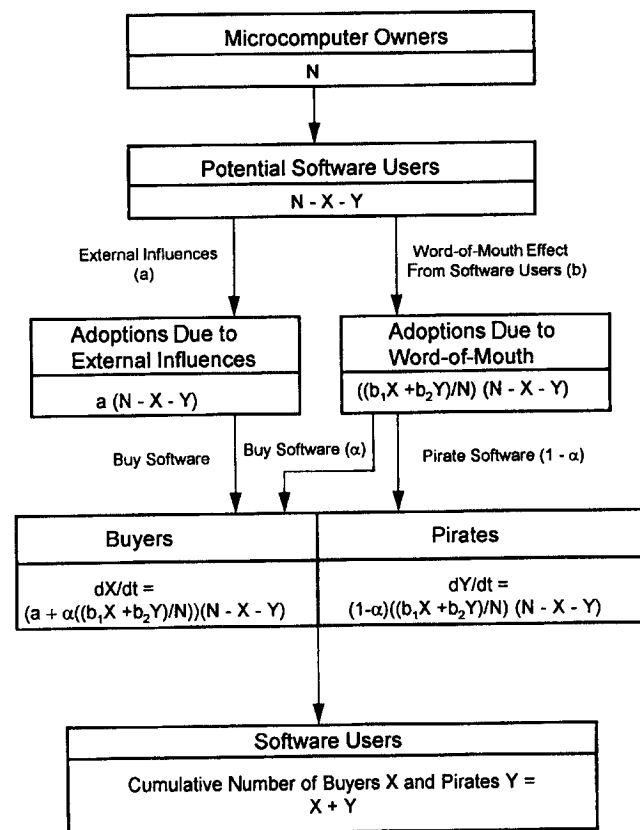 Microcomputer Owners
N
Potential Software Users
N - X - Y
External Influences
(a)
Word-of-Mouth Effect
From Software Users (b)
Adoptions Due to
External Influences
a (N - X - Y)
Adoptions Due to
Word-of-Mouth
((b₁X +b₂Y)/N) (N - X - Y)
Buy Software
Buy Software (α)
Pirate Software (1 - α)
Buyers
dX/dt =
(a + α((b₁X +b₂Y)/N))(N - X - Y)
Pirates
dY/dt =
(1-α)((b₁X +b₂Y)/N) (N - X - Y)
Software Users
Cumulative Number of Buyers X and Pirates Y =
X + Y